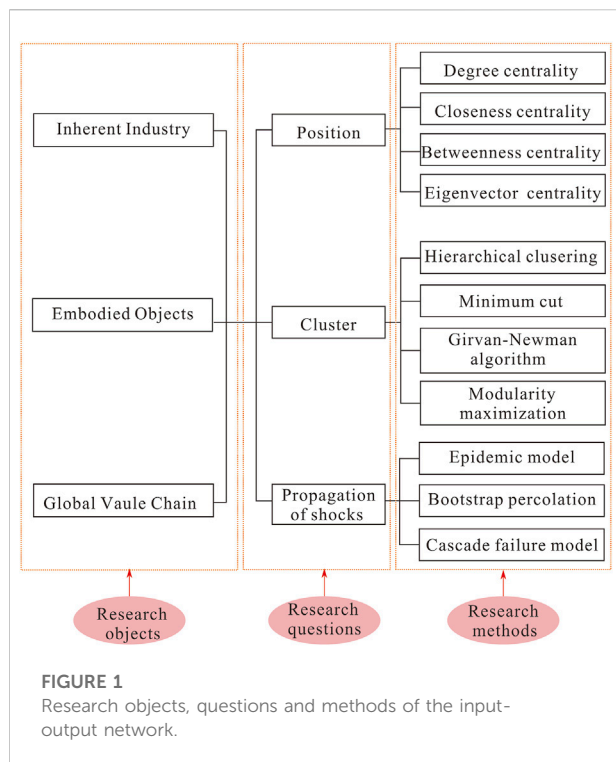 Inherent Industry
Embodied Objects
Global Vaule Chain
Position
Cluster
Propagation
of shocks
Degree centrality
Closeness centrality
Betweenness centrality
Eigenvector centrality
Hierarchical clusering
Minimum cut
Girvan-Newman
algorithm
Modularity
maximization
Epidemic model
Bootstrap percolation
Cascade failure model
Research
objects
Research
questions
Research
methods
FIGURE 1
Research objects, questions and methods of the input-
output network.